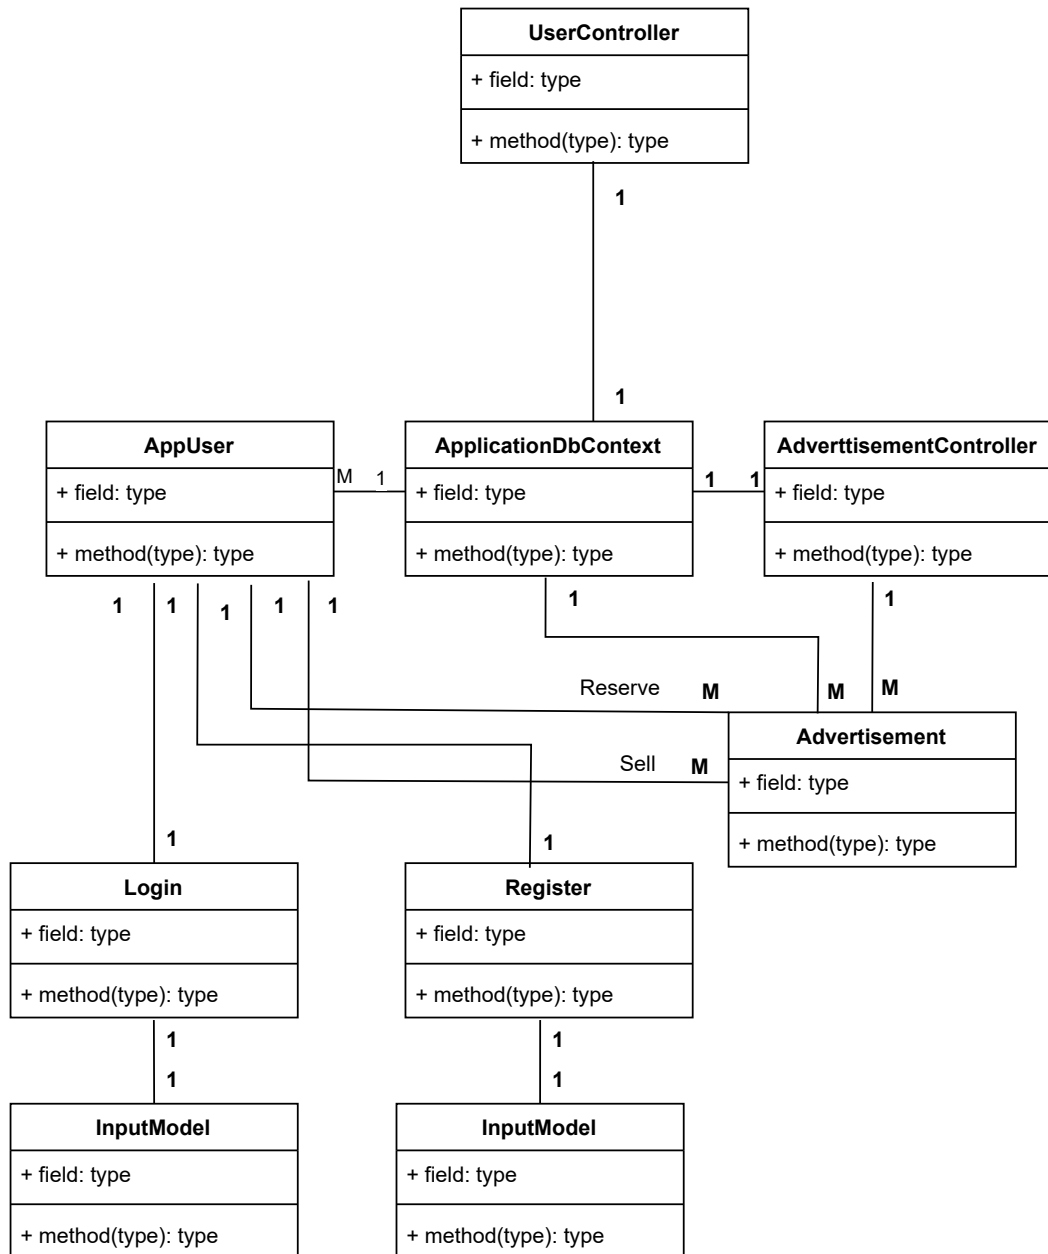 UserController
+ field: type
+ method(type): type
1
1
AppUser
+ field: type
+ method(type): type
M 1
ApplicationDbContext
+ field: type
+ method(type): type
1 1
AdverttisementController
+ field: type
+ method(type): type
1 1 1 1 1
1
1
Reserve M
M M
Sell M
Advertisement
+ field: type
+ method(type): type
1
1
Login
+ field: type
+ method(type): type
Register
+ field: type
+ method(type): type
1
1
1
1
InputModel
+ field: type
+ method(type): type
InputModel
+ field: type
+ method(type): type